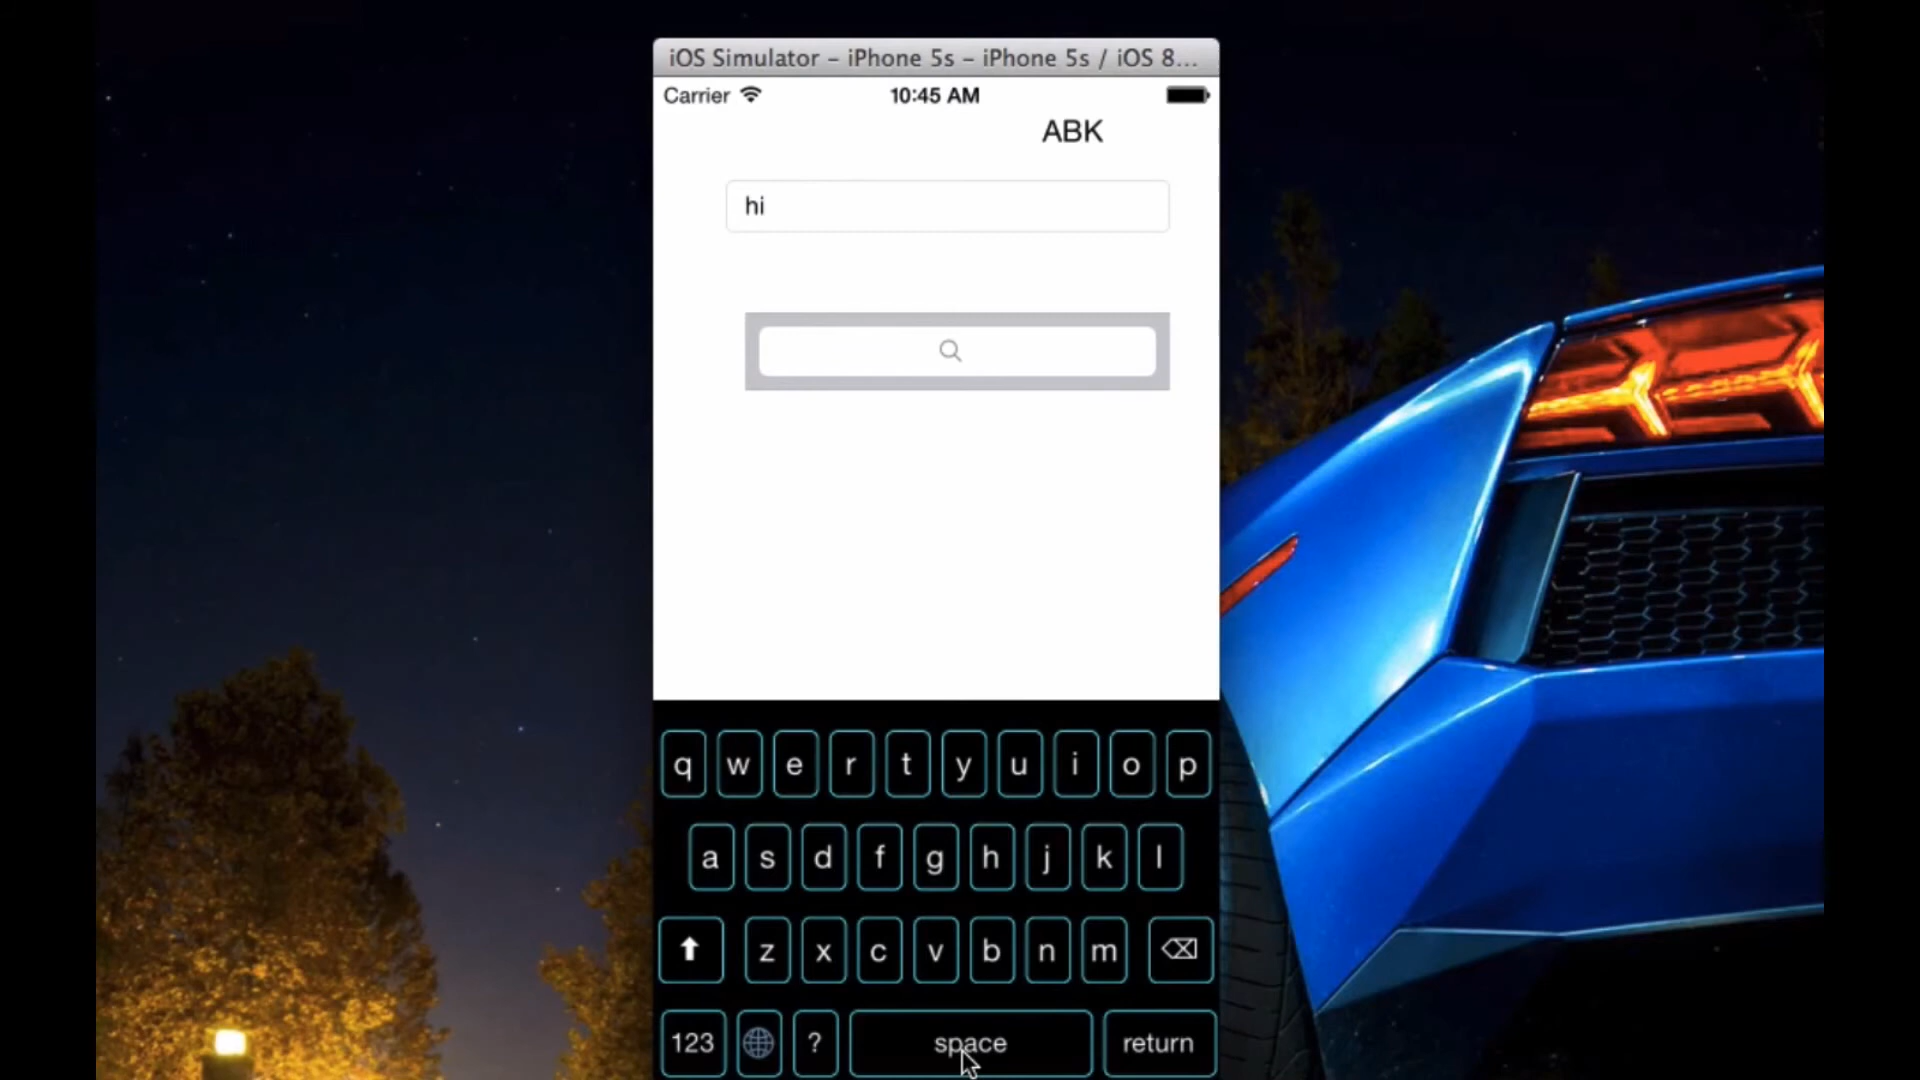 iOS Simulator – iPhone 5s – iPhone 5s / iOS 8...
Carrier 10:45 AM
ABK
hi
q w e r t y u i o p
a s d f g h j k l
z x c v b n m
123 ? space return